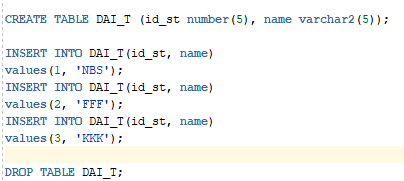 CREATE TABLE DAI_T (id_st number(5), name varchar2(5));
INSERT INTO DAI_T(id_st, name)
values(1, 'NBS');
INSERT INTO DAI_T(id_st, name)
values(2, 'FFF');
INSERT INTO DAI_T(id_st, name)
values(3, 'KKK');
DROP TABLE DAI_T;